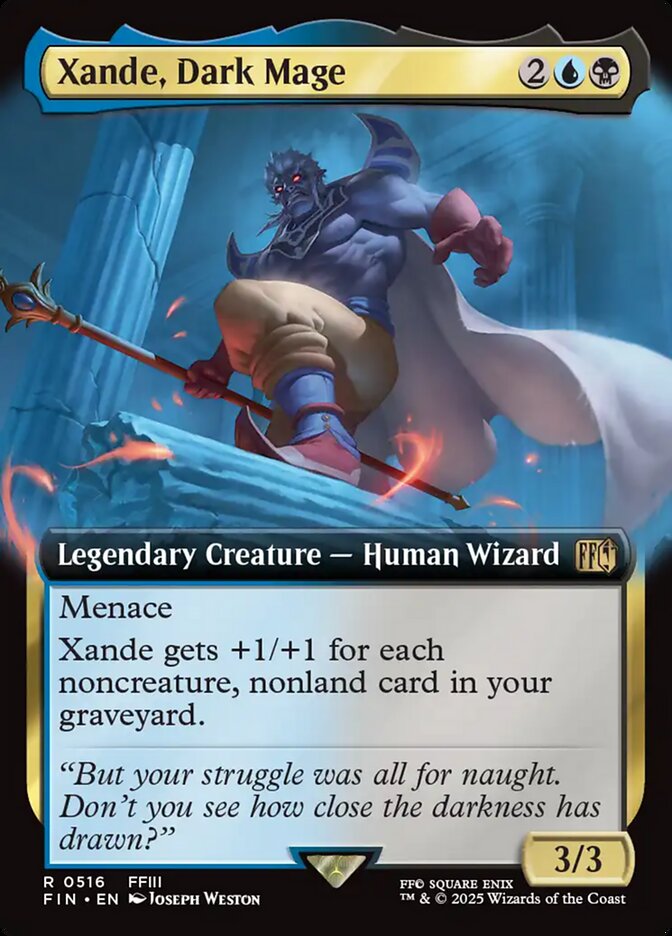 Xande, Dark Mage 2
Legendary Creature — Human Wizard FF
Menace
Xande gets +1/+1 for each
noncreature, nonland card in your
graveyard.
“But your struggle was all for naught.
Don’t you see how close the darkness has
drawn?”
3/3
R 0516 FFIII
FIN • EN Joseph Weston
FF© SQUARE ENIX
™ & © 2025 Wizards of the Coast